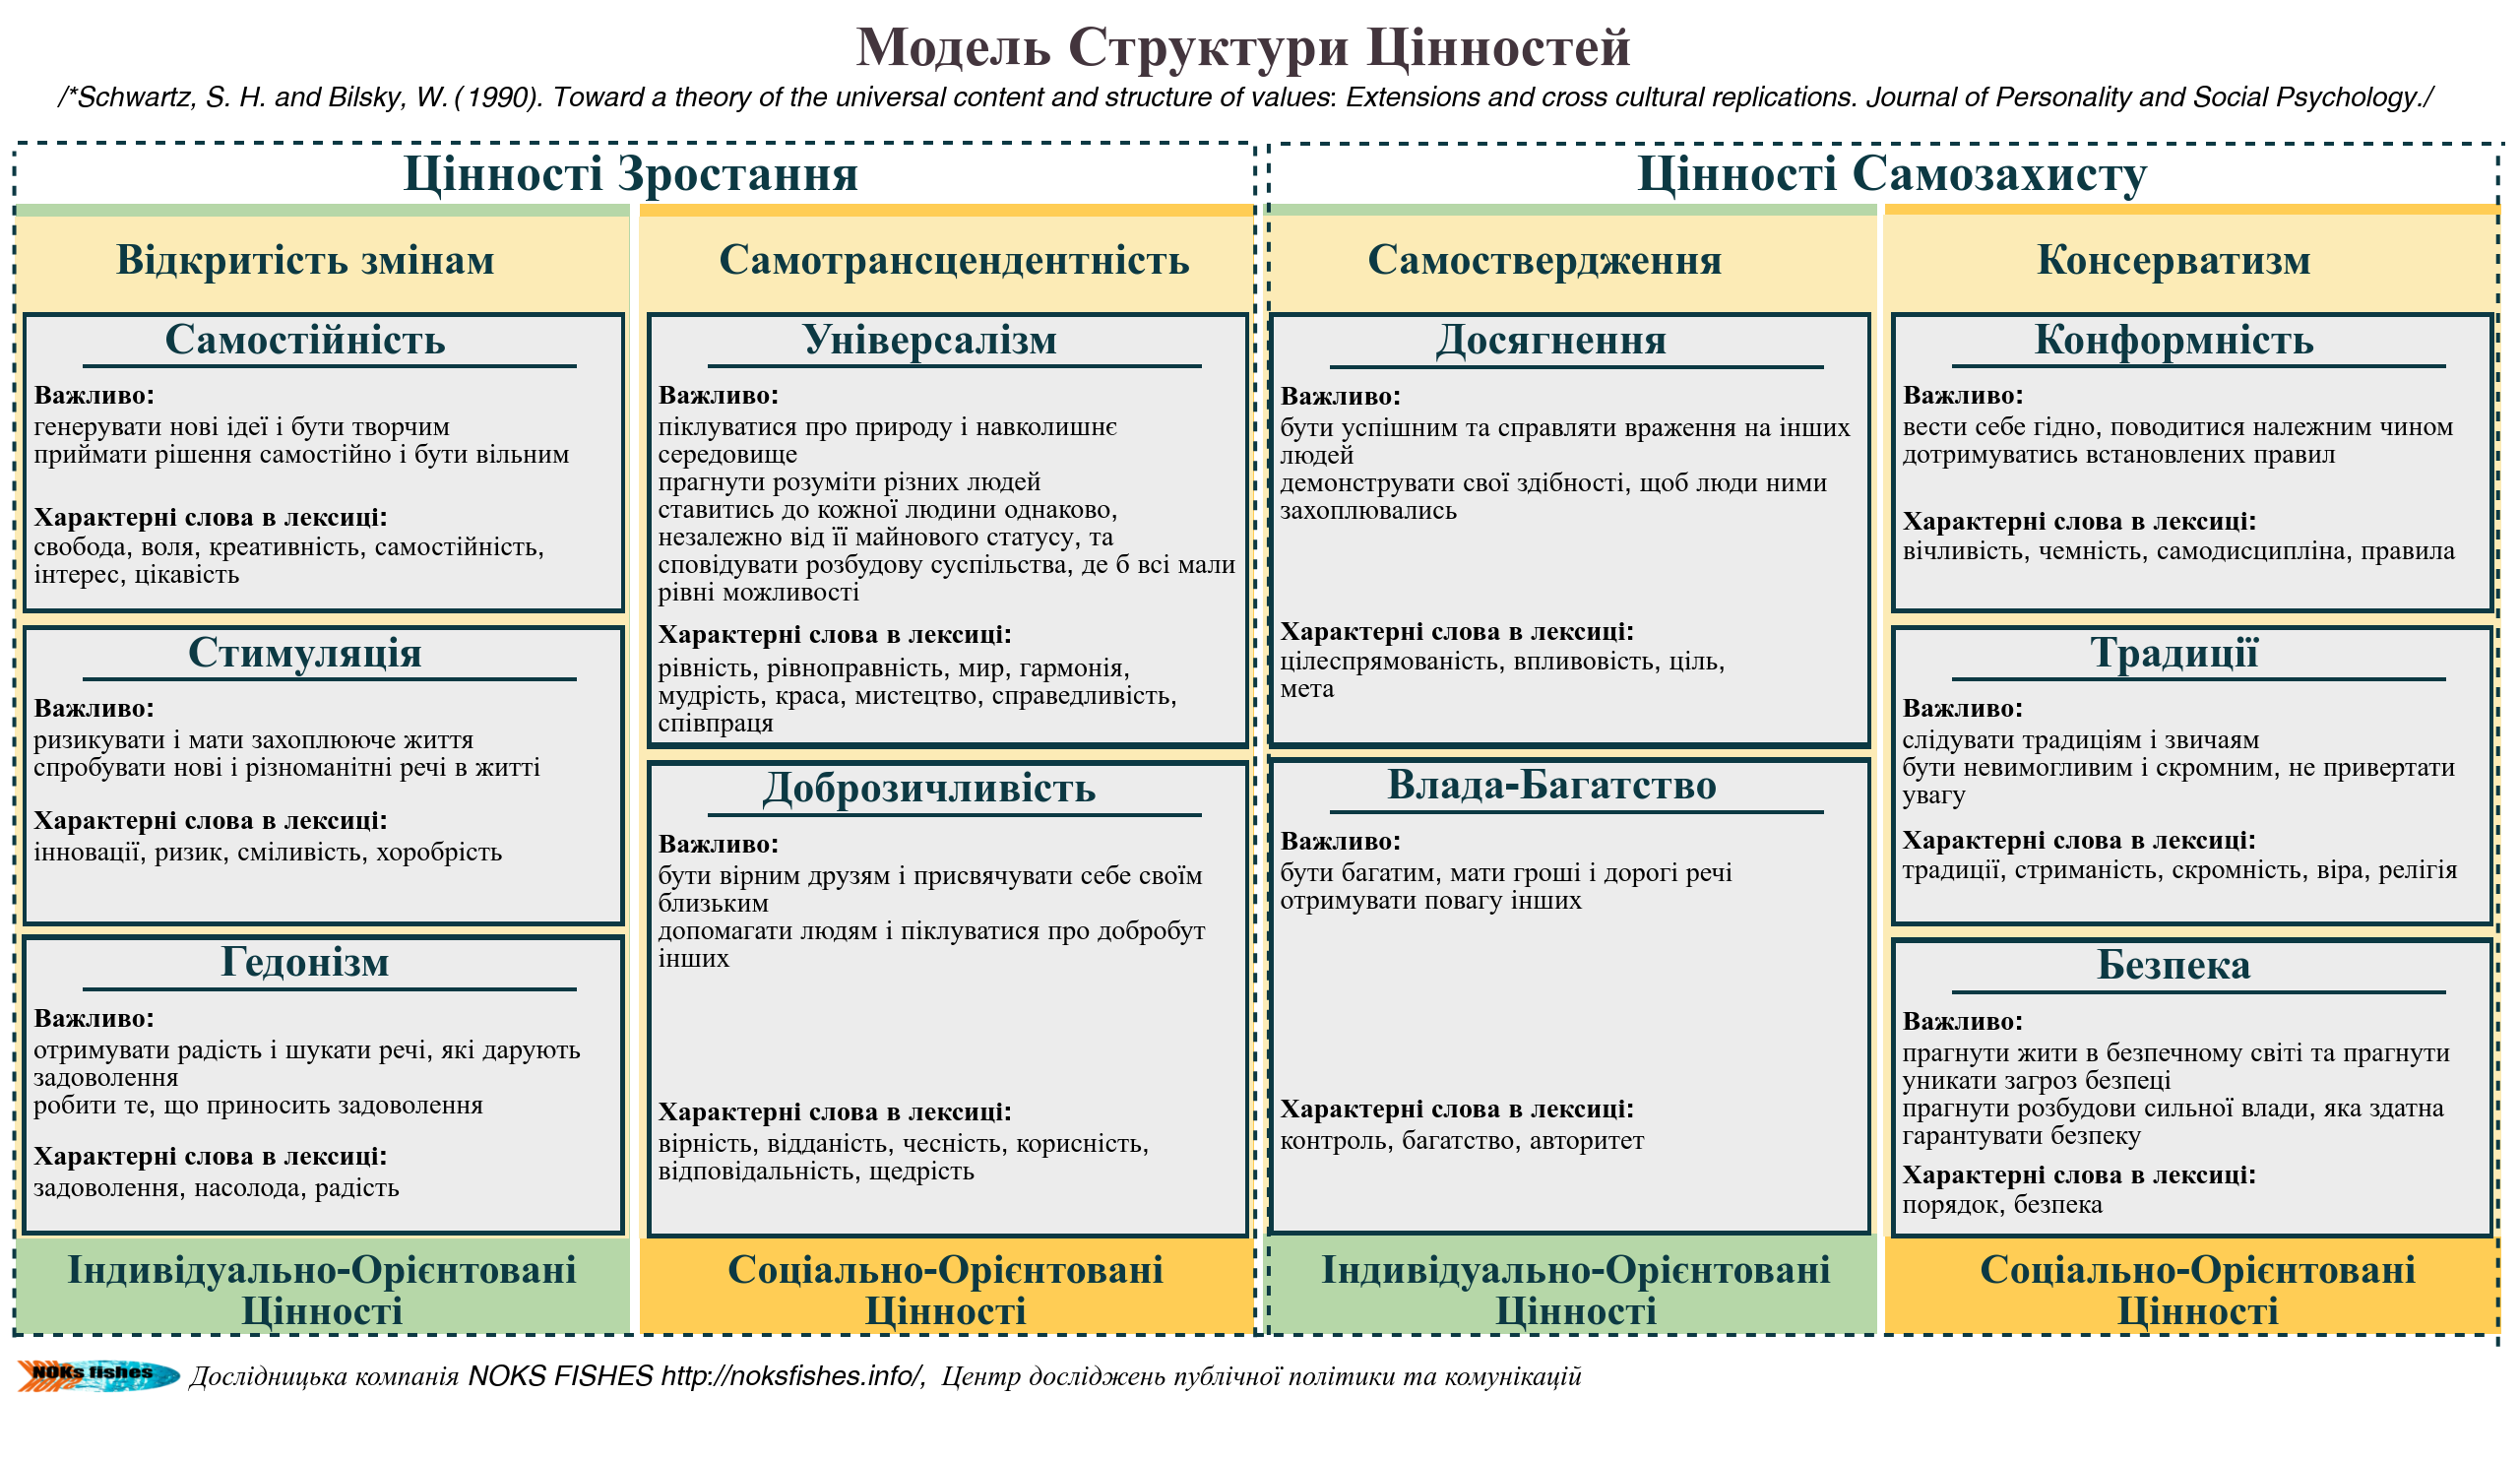 Модель Структури Цінностей
/*Schwartz, S. H. and Bilsky, W. (1990). Toward a theory of the universal content and structure of values: Extensions and cross cultural replications. Journal of Personality and Social Psychology./
Цінності Зростання
Відкритість змінам
Самостійність
Важливо:
генерувати нові ідеї і бути творчим
приймати рішення самостійно і бути вільним
Характерні слова в лексиці:
свобода, воля, креативність, самостійність,
інтерес, цікавість
Стимуляція
Важливо:
ризикувати і мати захоплююче життя
спробувати нові і різноманітні речі в житті
Характерні слова в лексиці:
інновації, ризик, сміливість, хоробрість
Гедонізм
Важливо:
отримувати радість і шукати речі, які дарують
задоволення
робити те, що приносить задоволення
Характерні слова в лексиці:
задоволення, насолода, радість
Індивідуально-Орієнтовані
Цінності
Самотрансцендентність
Універсалізм
Важливо:
піклуватися про природу і навколишнє
середовище
прагнути розуміти різних людей
ставитись до кожної людини однаково,
незалежно від її майнового статусу, та
сповідувати розбудову суспільства, де б всі мали
рівні можливості
Характерні слова в лексиці:
рівність, рівноправність, мир, гармонія,
мудрість, краса, мистецтво, справедливість,
співпраця
Доброзичливість
Важливо:
бути вірним друзям і присвячувати себе своїм
близьким
допомагати людям і піклуватися про добробут
інших
Характерні слова в лексиці:
вірність, відданість, чесність, корисність,
відповідальність, щедрість
Соціально-Орієнтовані
Цінності
Цінності Самозахисту
Самоствердження
Досягнення
Важливо:
бути успішним та справляти враження на інших
людей
демонструвати свої здібності, щоб люди ними
захоплювались
Характерні слова в лексиці:
цілеспрямованість, впливовість, ціль,
мета
Влада-Багатство
Важливо:
бути багатим, мати гроші і дорогі речі
отримувати повагу інших
Характерні слова в лексиці:
контроль, багатство, авторитет
Індивідуально-Орієнтовані
Цінності
Консерватизм
Конформність
Важливо:
вести себе гідно, поводитися належним чином
дотримуватись встановлених правил
Характерні слова в лексиці:
вічливість, чемність, самодисципліна, правила
Традиції
Важливо:
слідувати традиціям і звичаям
бути невимогливим і скромним, не привертати
увагу
Характерні слова в лексиці:
традиції, стриманість, скромність, віра, релігія
Безпека
Важливо:
прагнути жити в безпечному світі та прагнути
уникати загроз безпеці
прагнути розбудови сильної влади, яка здатна
гарантувати безпеку
Характерні слова в лексиці:
порядок, безпека
Соціально-Орієнтовані
Цінності
NOKs fishes
Дослідницька компанія NOKS FISHES http://noksfishes.info/, Центр досліджень публічної політики та комунікацій